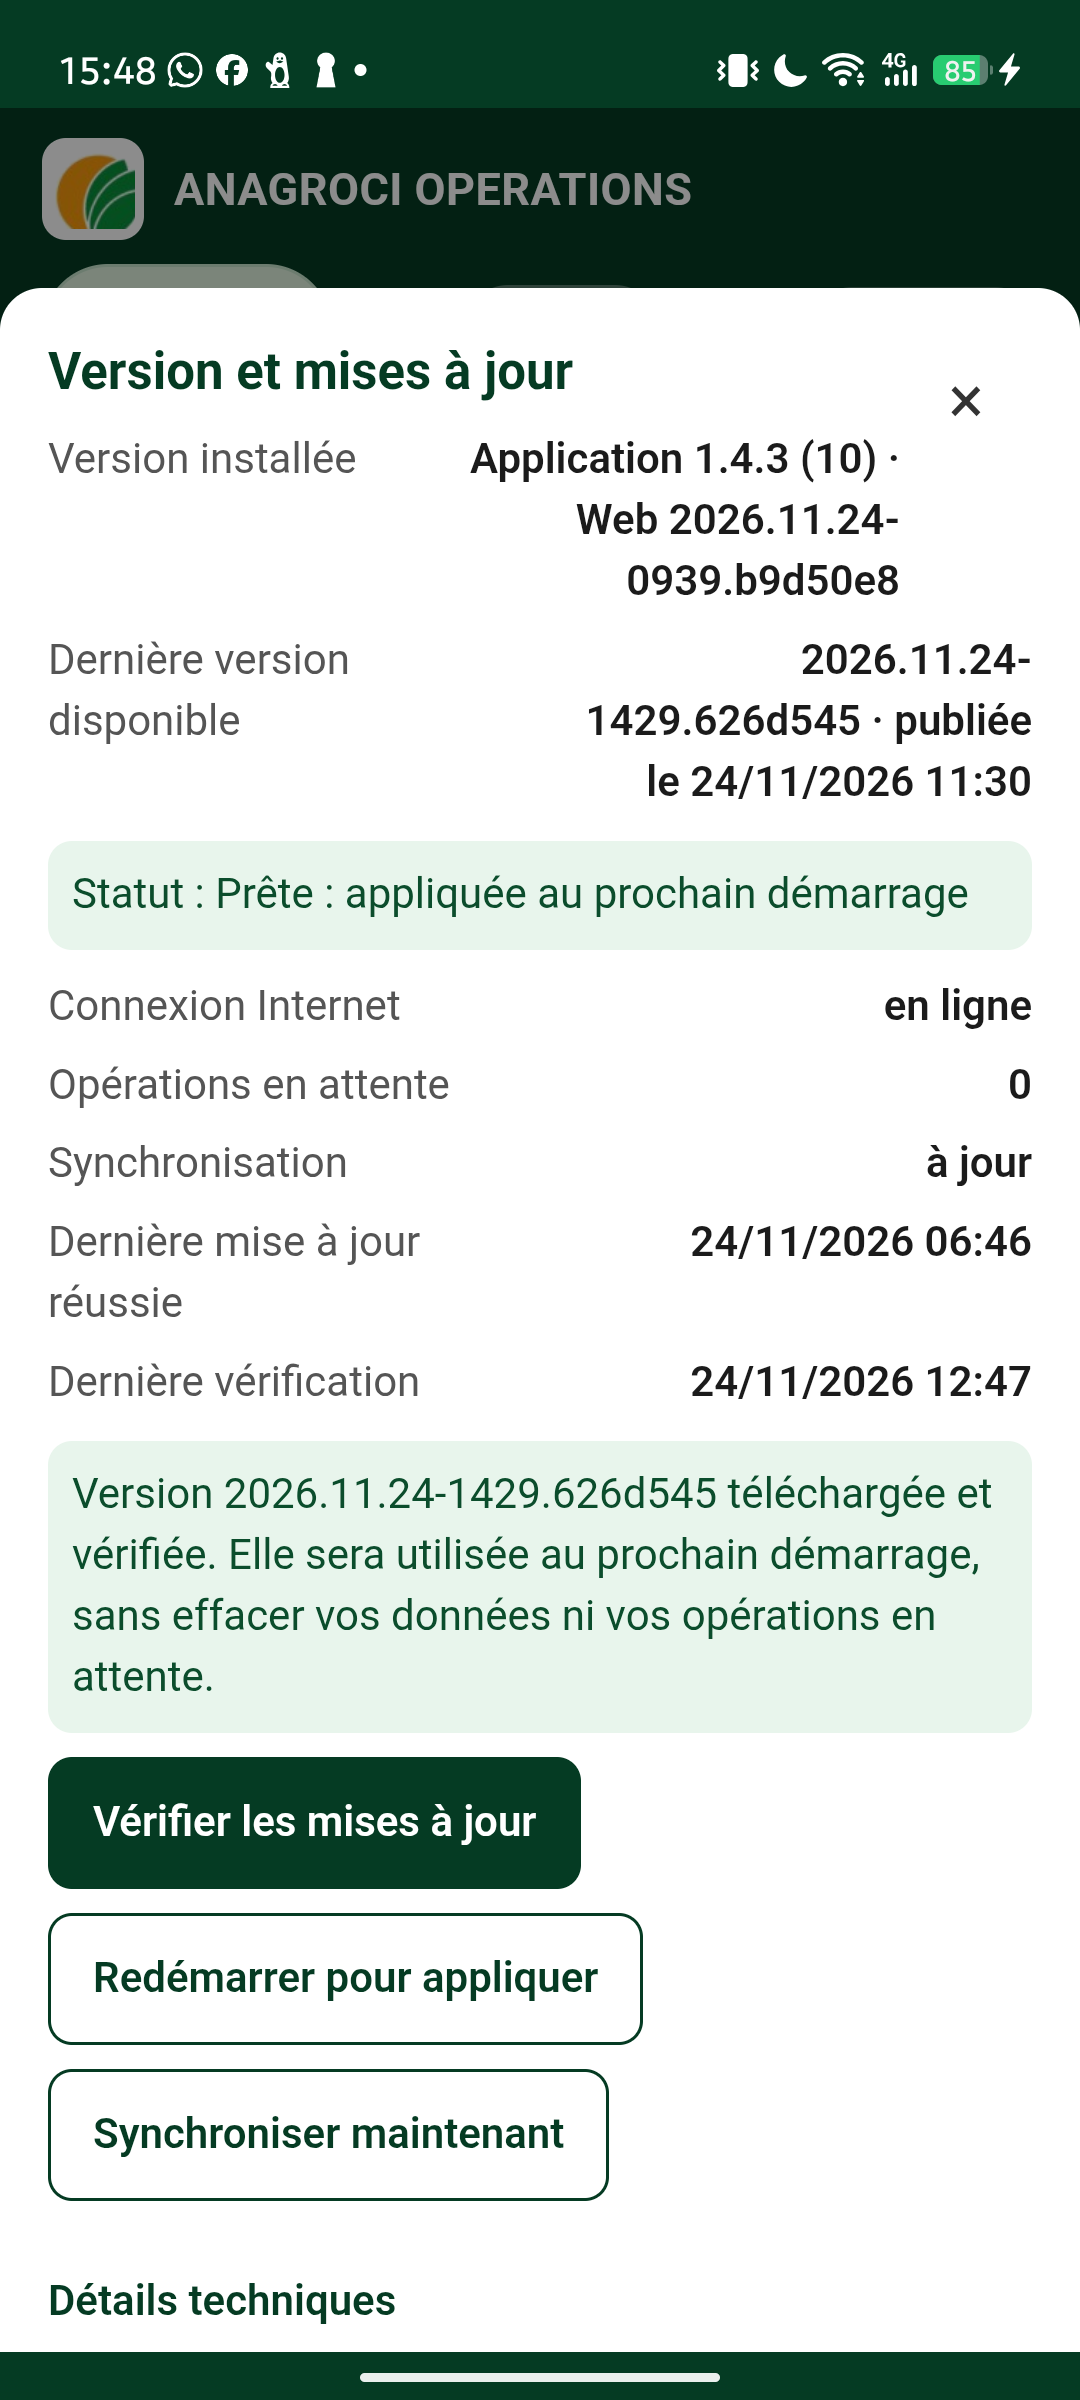 15:48
4G
85
ANAGROCI OPERATIONS
Version et mises à jour
×
Version installée
Application 1.4.3 (10) ·
Web 2026.11.24-
0939.b9d50e8
Dernière version
disponible
2026.11.24-
1429.626d545 · publiée
le 24/11/2026 11:30
Statut : Prête : appliquée au prochain démarrage
Connexion Internet
en ligne
Opérations en attente
0
Synchronisation
à jour
Dernière mise à jour
réussie
24/11/2026 06:46
Dernière vérification
24/11/2026 12:47
Version 2026.11.24-1429.626d545 téléchargée et
vérifiée. Elle sera utilisée au prochain démarrage,
sans effacer vos données ni vos opérations en
attente.
Vérifier les mises à jour
Redémarrer pour appliquer
Synchroniser maintenant
Détails techniques